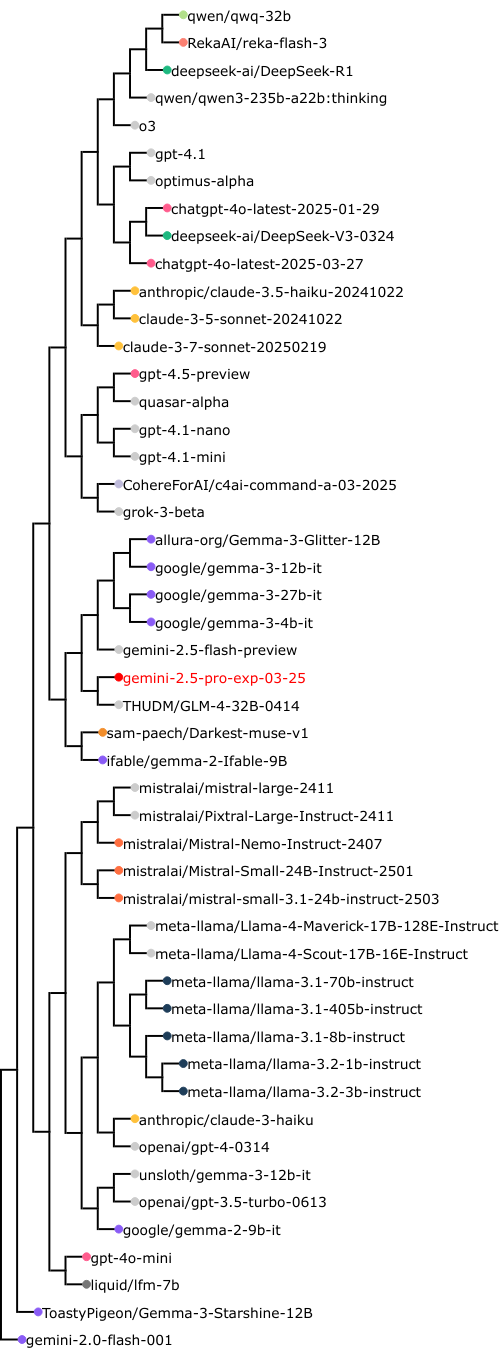 qwen/qwq-32b
RekaAI/reka-flash-3
deepseek-ai/DeepSeek-R1
qwen/qwen3-235b-a22b:thinking
o3
gpt-4.1
optimus-alpha
chatgpt-4o-latest-2025-01-29
deepseek-ai/DeepSeek-V3-0324
chatgpt-4o-latest-2025-03-27
anthropic/claude-3.5-haiku-20241022
claude-3-5-sonnet-20241022
claude-3-7-sonnet-20250219
gpt-4.5-preview
quasar-alpha
gpt-4.1-nano
gpt-4.1-mini
CohereForAI/c4ai-command-a-03-2025
grok-3-beta
allura-org/Gemma-3-Glitter-12B
google/gemma-3-12b-it
google/gemma-3-27b-it
google/gemma-3-4b-it
gemini-2.5-flash-preview
gemini-2.5-pro-exp-03-25
THUDM/GLM-4-32B-0414
sam-paech/Darkest-muse-v1
ifable/gemma-2-Ifable-9B
mistralai/mistral-large-2411
mistralai/Pixtral-Large-Instruct-2411
mistralai/Mistral-Nemo-Instruct-2407
mistralai/Mistral-Small-24B-Instruct-2501
mistralai/mistral-small-3.1-24b-instruct-2503
meta-llama/Llama-4-Maverick-17B-128E-Instruct
meta-llama/Llama-4-Scout-17B-16E-Instruct
meta-llama/llama-3.1-70b-instruct
meta-llama/llama-3.1-405b-instruct
meta-llama/llama-3.1-8b-instruct
meta-llama/llama-3.2-1b-instruct
meta-llama/llama-3.2-3b-instruct
anthropic/claude-3-haiku
openai/gpt-4-0314
unsloth/gemma-3-12b-it
openai/gpt-3.5-turbo-0613
google/gemma-2-9b-it
gpt-4o-mini
liquid/lfm-7b
ToastyPigeon/Gemma-3-Starshine-12B
gemini-2.0-flash-001